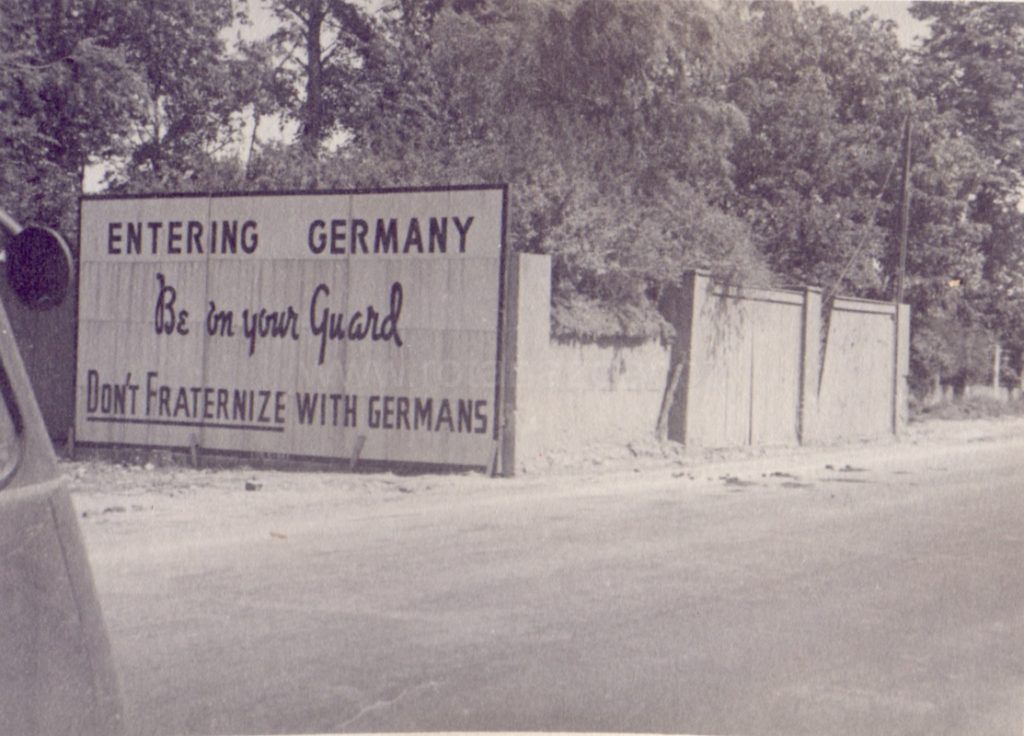 ENTERING GERMANY
Be on your Guard
DON'T FRATERNIZE WITH GERMANS